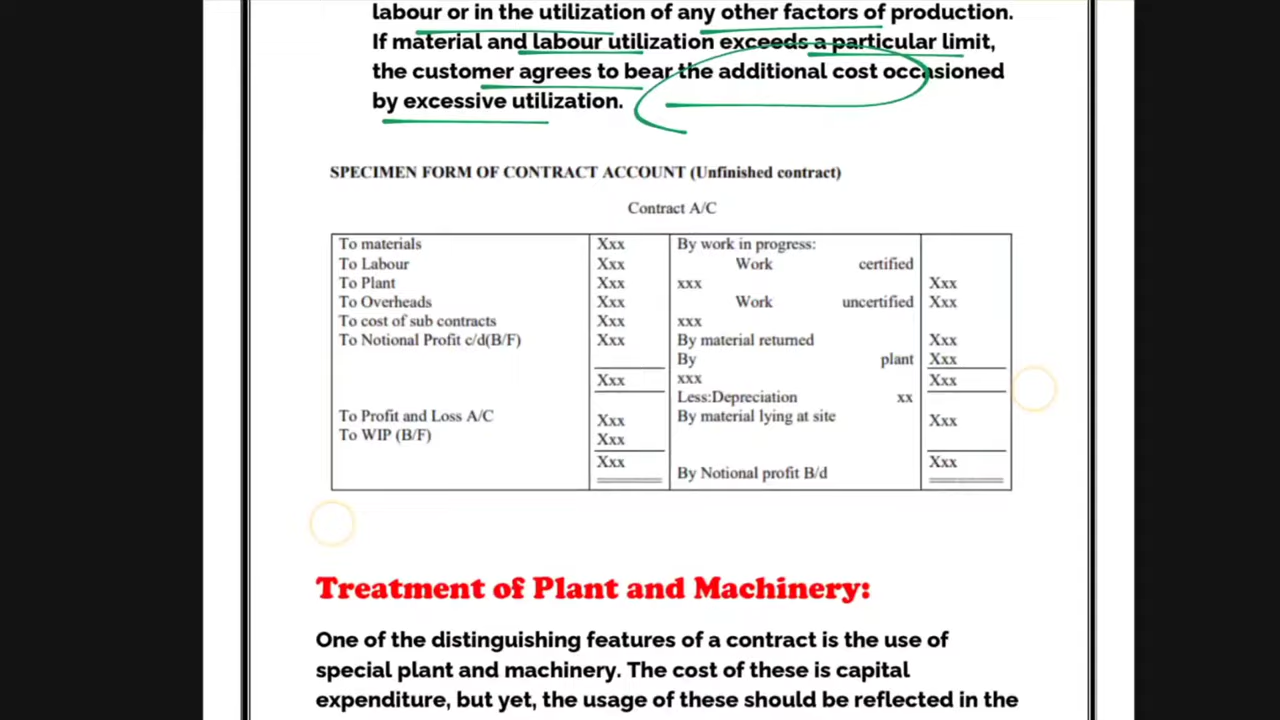 labour or in the utilization of any other factors of production.
If material and labour utilization exceeds a particular limit,
the customer agrees to bear the additional cost occasioned
by excessive utilization.
SPECIMEN FORM OF CONTRACT ACCOUNT (Unfinished contract)
Contract A/C
To materials Xxx By work in progress:
To Labour Xxx Work certified
To Plant Xxx xxx Xxx
To Overheads Xxx Work uncertified Xxx
To cost of sub contracts Xxx xxx
To Notional Profit c/d(B/F) Xxx By material returned Xxx
By plant Xxx
Xxx xxx Xxx
Less:Depreciation xx
To Profit and Loss A/C Xxx By material lying at site Xxx
To WIP (B/F) Xxx
Xxx Xxx
By Notional profit B/d
Treatment of Plant and Machinery:
One of the distinguishing features of a contract is the use of
special plant and machinery. The cost of these is capital
expenditure, but yet, the usage of these should be reflected in the